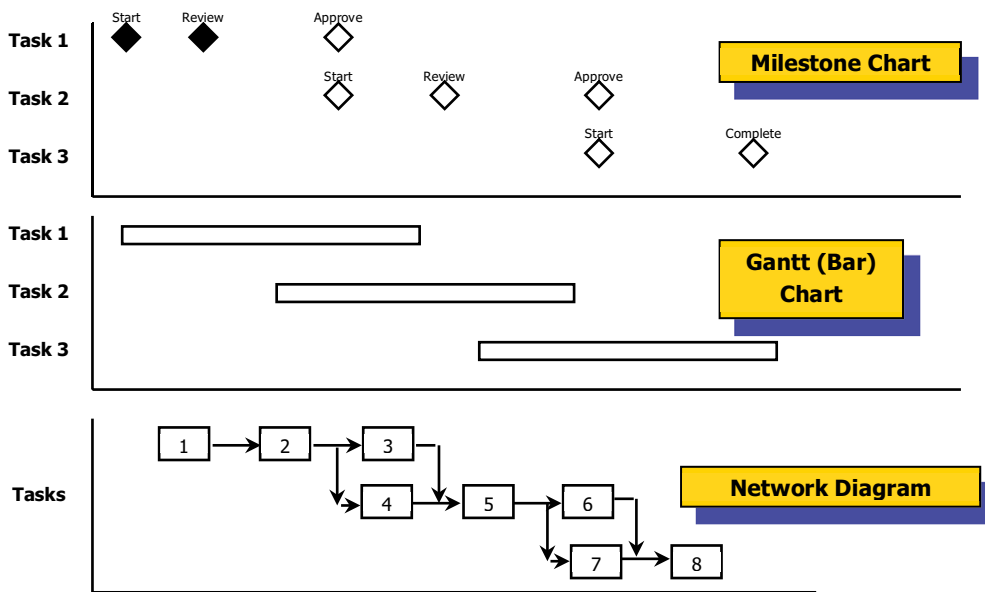 Start Review Approve
Task 1
Milestone Chart
Start Review Approve
Task 2
Start Complete
Task 3
Task 1
Gantt (Bar)
Chart
Task 2
Task 3
1 2 3
Tasks
4 5 6
Network Diagram
7 8